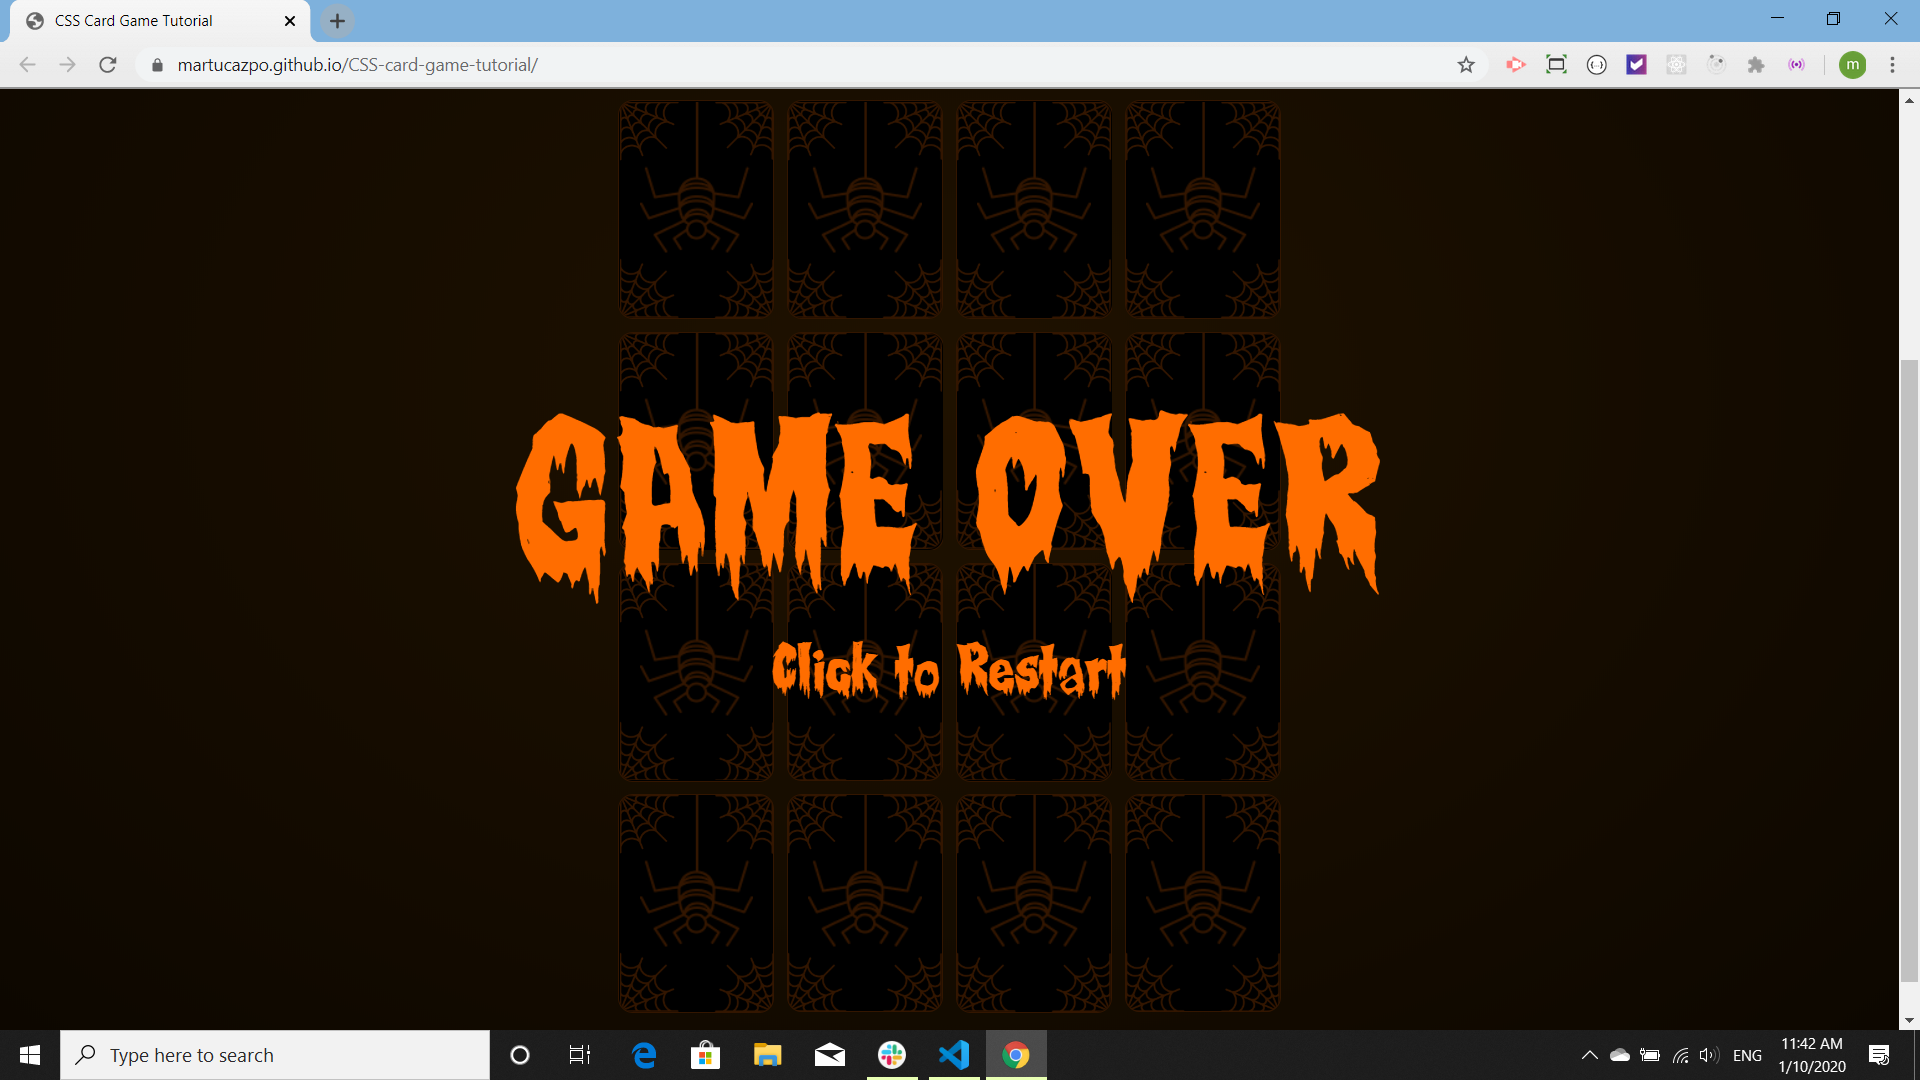 CSS Card Game Tutorial
martucazpo.github.io/CSS-card-game-tutorial/
m
GAME OVER
Click to Restart
Type here to search
ENG
11:42 AM
1/10/2020